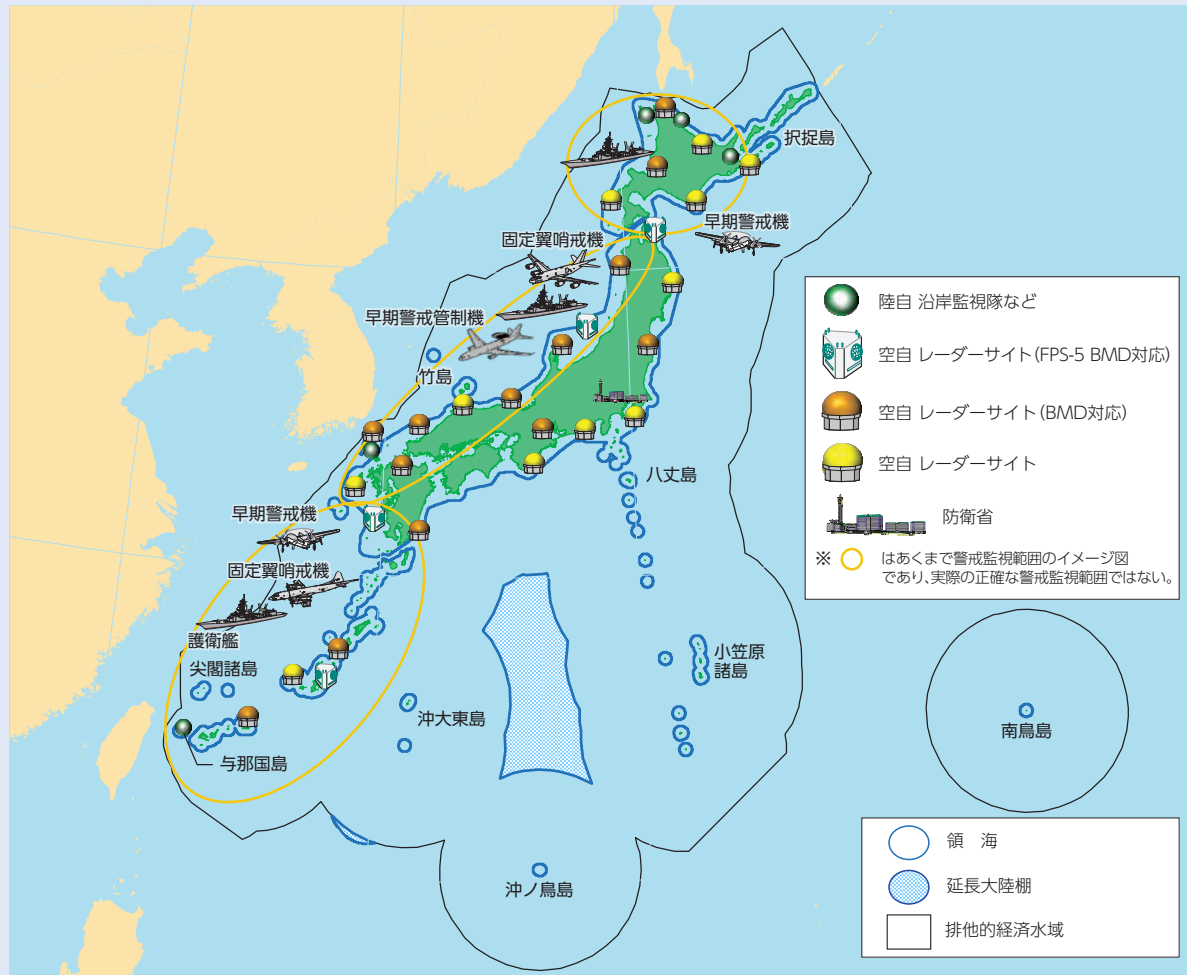 択捉島
早期警戒機
固定翼哨戒機
早期警戒管制機
竹島
八丈島
早期警戒機
固定翼哨戒機
護衛艦
尖閣諸島
与那国島
沖大東島
小笠原
諸島
南鳥島
沖ノ鳥島
陸自 沿岸監視隊など
空自 レーダーサイト(FPS-5 BMD対応)
空自 レーダーサイト(BMD対応)
空自 レーダーサイト
防衛省
※ はあくまで警戒監視範囲のイメージ図
であり、実際の正確な警戒監視範囲ではない。
領 海
延長大陸棚
排他的経済水域